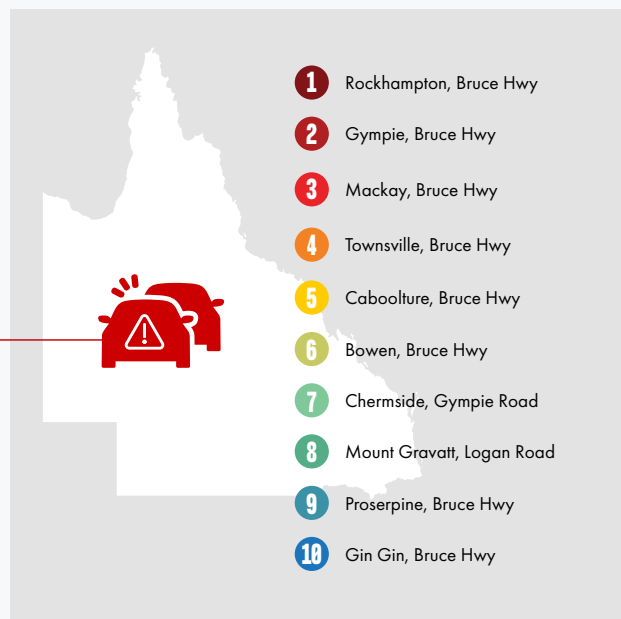 1 Rockhampton, Bruce Hwy
2 Gympie, Bruce Hwy
3 Mackay, Bruce Hwy
4 Townsville, Bruce Hwy
5 Caboolture, Bruce Hwy
6 Bowen, Bruce Hwy
7 Chermside, Gympie Road
8 Mount Gravatt, Logan Road
9 Proserpine, Bruce Hwy
10 Gin Gin, Bruce Hwy